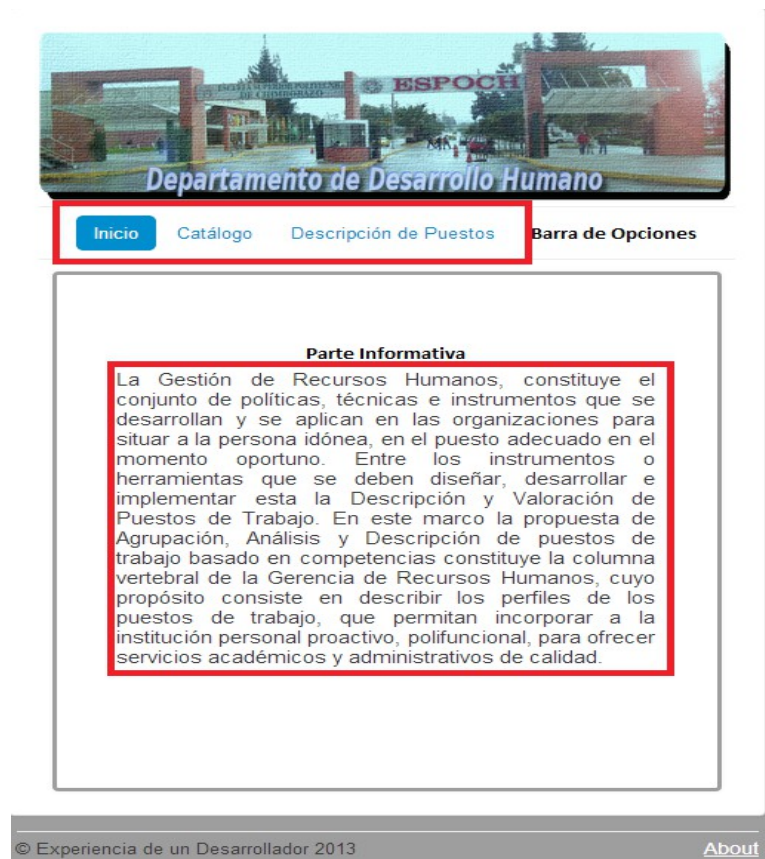 ESCUELA SUPERIOR POLITECNICA
DE CHIMBORAZO
ESPOCH
Departamento de Desarrollo Humano
Inicio Catálogo Descripción de Puestos Barra de Opciones
Parte Informativa
La Gestión de Recursos Humanos, constituye el
conjunto de políticas, técnicas e instrumentos que se
desarrollan y se aplican en las organizaciones para
situar a la persona idónea, en el puesto adecuado en el
momento oportuno. Entre los instrumentos o
herramientas que se deben diseñar, desarrollar e
implementar esta la Descripción y Valoración de
Puestos de Trabajo. En este marco la propuesta de
Agrupación, Análisis y Descripción de puestos de
trabajo basado en competencias constituye la columna
vertebral de la Gerencia de Recursos Humanos, cuyo
propósito consiste en describir los perfiles de los
puestos de trabajo, que permitan incorporar a la
institución personal proactivo, polifuncional, para ofrecer
servicios académicos y administrativos de calidad.
© Experiencia de un Desarrollador 2013 About